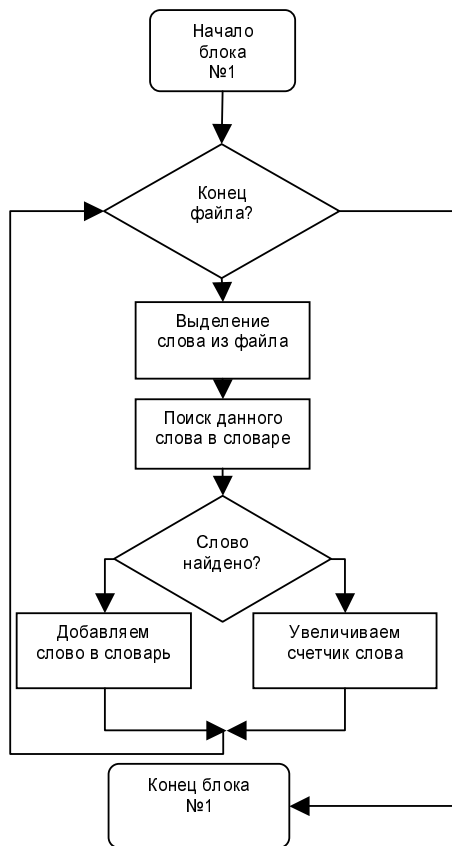 Начало
блока
№1
Конец
файла?
Выделение
слова из файла
Поиск данного
слова в словаре
Слово
найдено?
Добавляем
слово в словарь
Увеличиваем
счетчик слова
Конец блока
№1